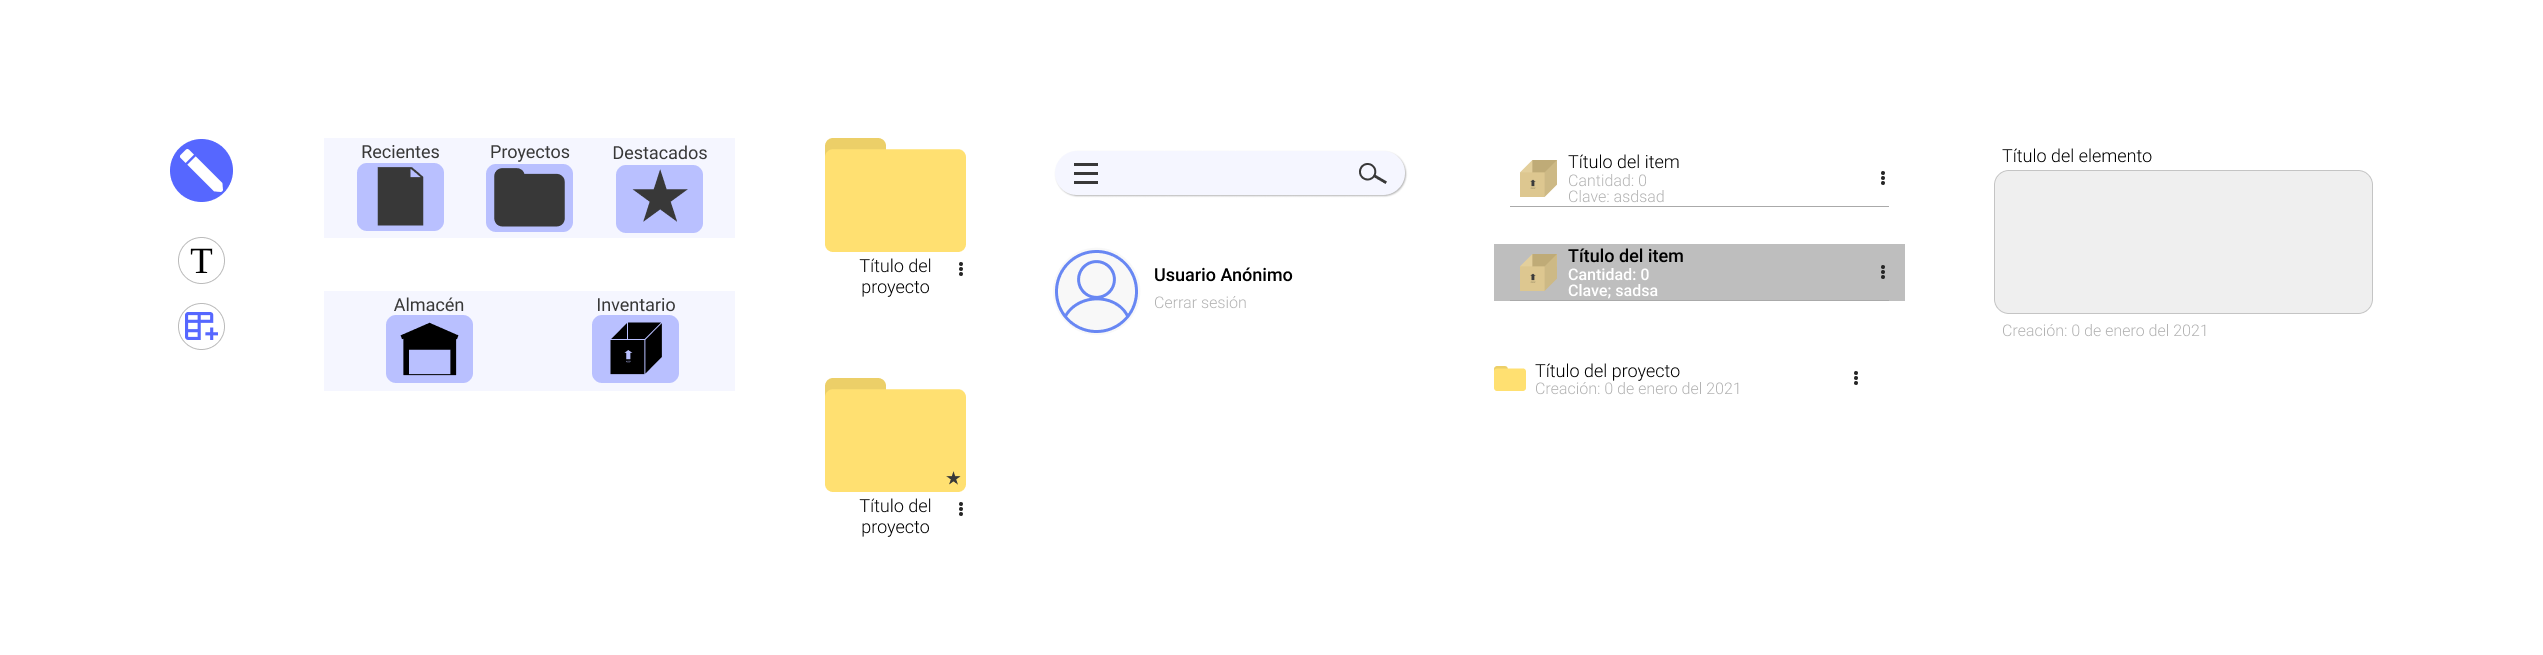 T
Recientes
Proyectos
Destacados
Almacén
Inventario
Título del
proyecto
Título del
proyecto
Usuario Anónimo
Cerrar sesión
Título del item
Cantidad: 0
Clave: asdsad
Título del item
Cantidad: 0
Clave; sadsa
Título del proyecto
Creación: 0 de enero del 2021
Título del elemento
Creación: 0 de enero del 2021